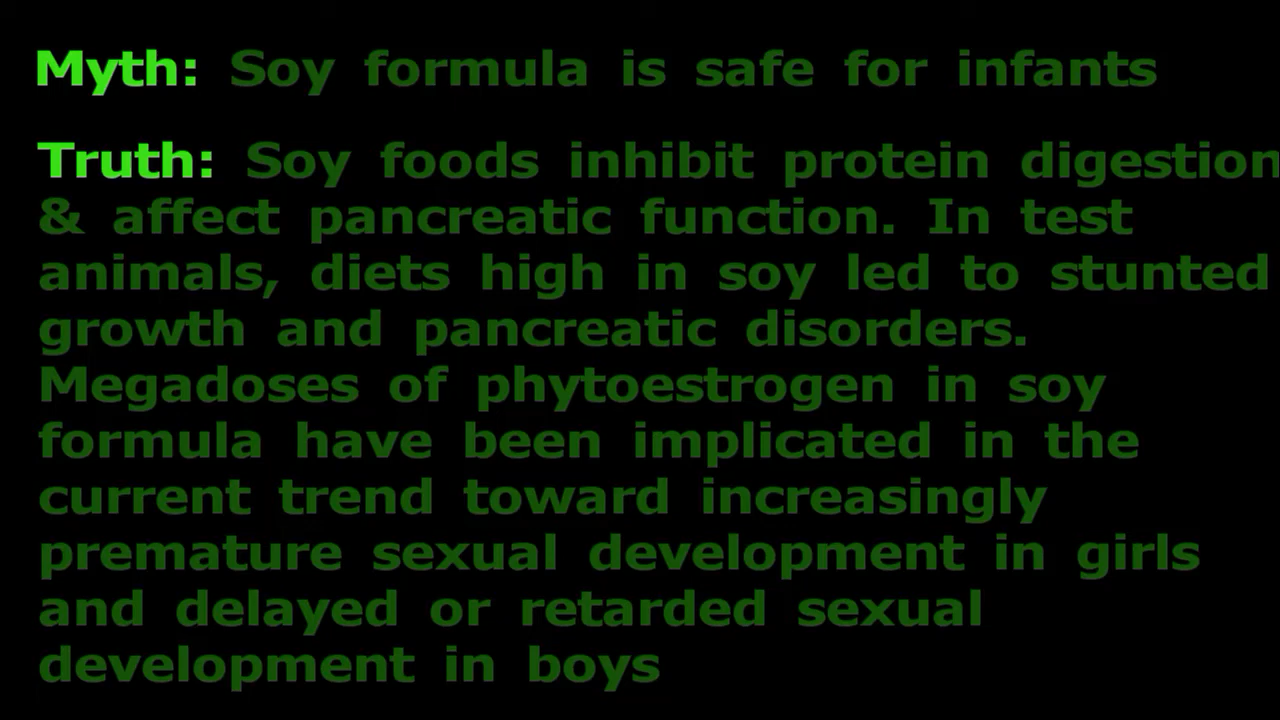 Myth: Soy formula is safe for infants
Truth: Soy foods inhibit protein digestion
& affect pancreatic function. In test
animals, diets high in soy led to stunted
growth and pancreatic disorders.
Megadoses of phytoestrogen in soy
formula have been implicated in the
current trend toward increasingly
premature sexual development in girls
and delayed or retarded sexual
development in boys